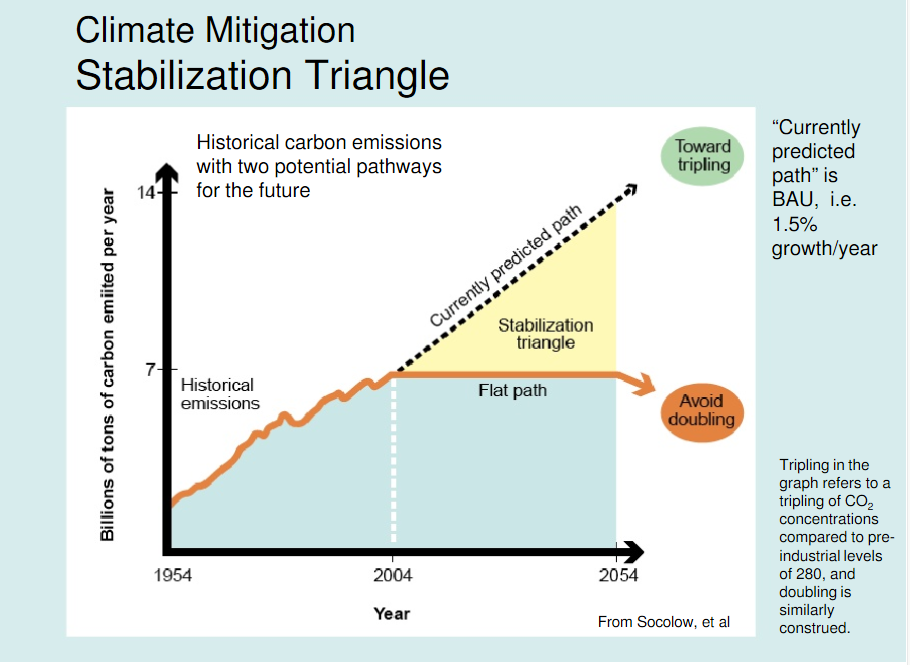 Climate Mitigation
Stabilization Triangle
Historical carbon emissions
with two potential pathways
for the future
Toward
tripling
"Currently
predicted
path" is
BAU,  i.e.
1.5%
growth/year
14
Billions of tons of carbon emiited per year
Currently predicted path
Stabilization
triangle
7
Historical
emissions
Flat path
Avoid
doubling
Tripling in the
graph refers to a
tripling of CO₂
concentrations
compared to pre-
industrial levels
of 280, and
doubling is
similarly
construed.
1954
2004
2054
Year
From Socolow, et al